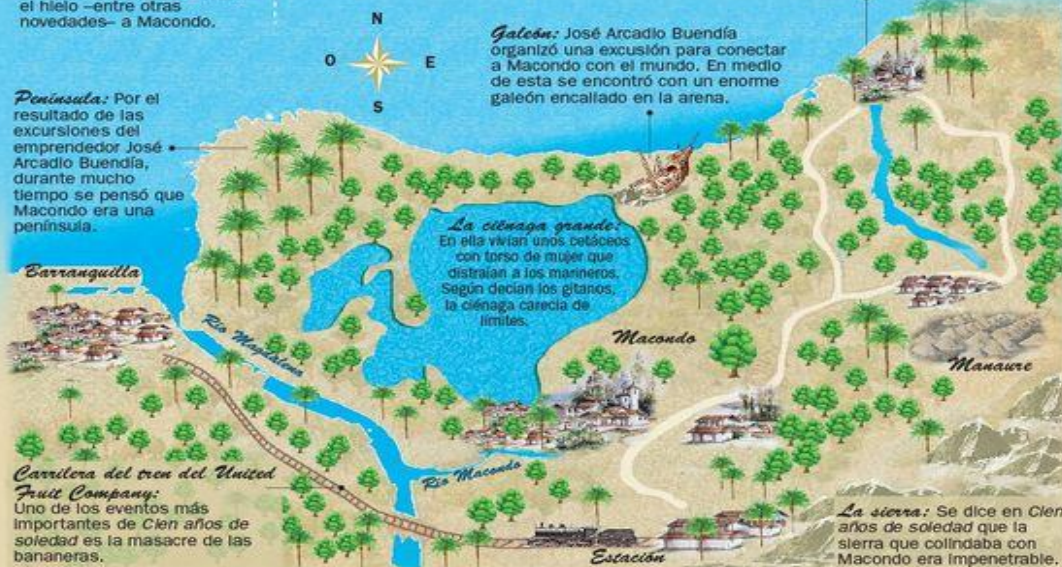 el hielo –entre otras
novedades– a Macondo.
N
O
E
S
Galeón: José Arcadio Buendía
organizó una excusión para conectar
a Macondo con el mundo. En medio
de esta se encontró con un enorme
galeón encallado en la arena.
Península: Por el
resultado de las
excursiones del
emprendedor José
Arcadio Buendía,
durante mucho
tiempo se pensó que
Macondo era una
península.
La ciénaga grande:
En ella vivían unos cetáceos
con torso de mujer que
distraían a los marineros.
Según decían los gitanos,
la ciénaga carecía de
límites.
Barranquilla
Río Magdalena
Macondo
Manaure
Río Macondo
Carrilera del tren del United
Fruit Company:
Uno de los eventos más
importantes de Cien años de
soledad es la masacre de las
bananeras.
Estación
La sierra: Se dice en Cien
años de soledad que la
sierra que colindaba con
Macondo era impenetrable.